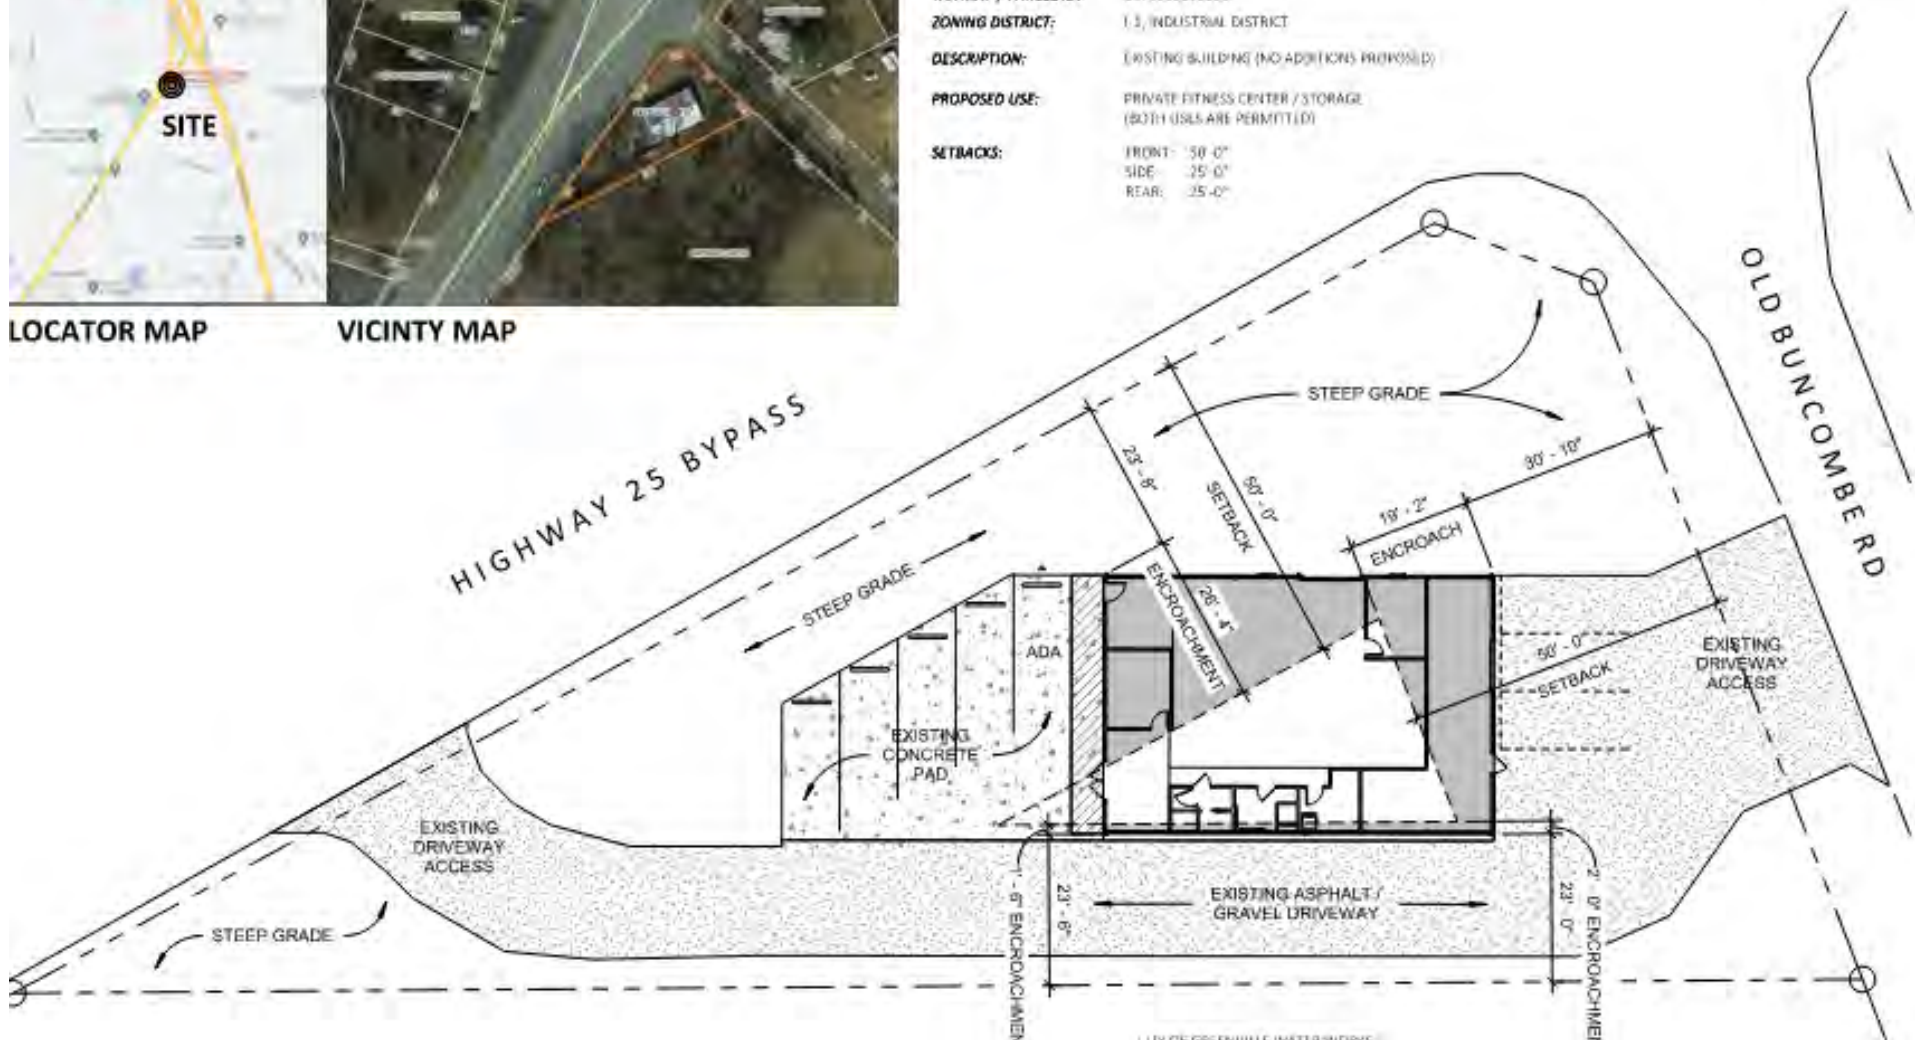 SITE
LOCATOR MAP
VICINTY MAP
ZONING DISTRICT:
INDUSTRIAL DISTRICT
DESCRIPTION:
EXISTING BUILDING (NO ADDITIONS PROPOSED)
PROPOSED USE:
PRIVATE FITNESS CENTER / STORAGE
(BOTH USES ARE PERMITTED)
SETBACKS:
FRONT: 50'-0"
SIDE: 25'-0"
REAR: 25'-0"
HIGHWAY 25 BYPASS
OLD BUNCOMBE RD
STEEP GRADE
30' - 10"
19' - 2"
ENCROACH
23' - 8"
SETBACK
50' - 0"
26' - 4"
ENCROACHMENT
STEEP GRADE
ADA
EXISTING
CONCRETE
PAD
50' - 0"
SETBACK
EXISTING
DRIVEWAY
ACCESS
EXISTING
DRIVEWAY
ACCESS
STEEP GRADE
1' - 6" ENCROACHMEN
23' - 6"
EXISTING ASPHALT /
GRAVEL DRIVEWAY
23' - 0"
2' - 0" ENCROACHME